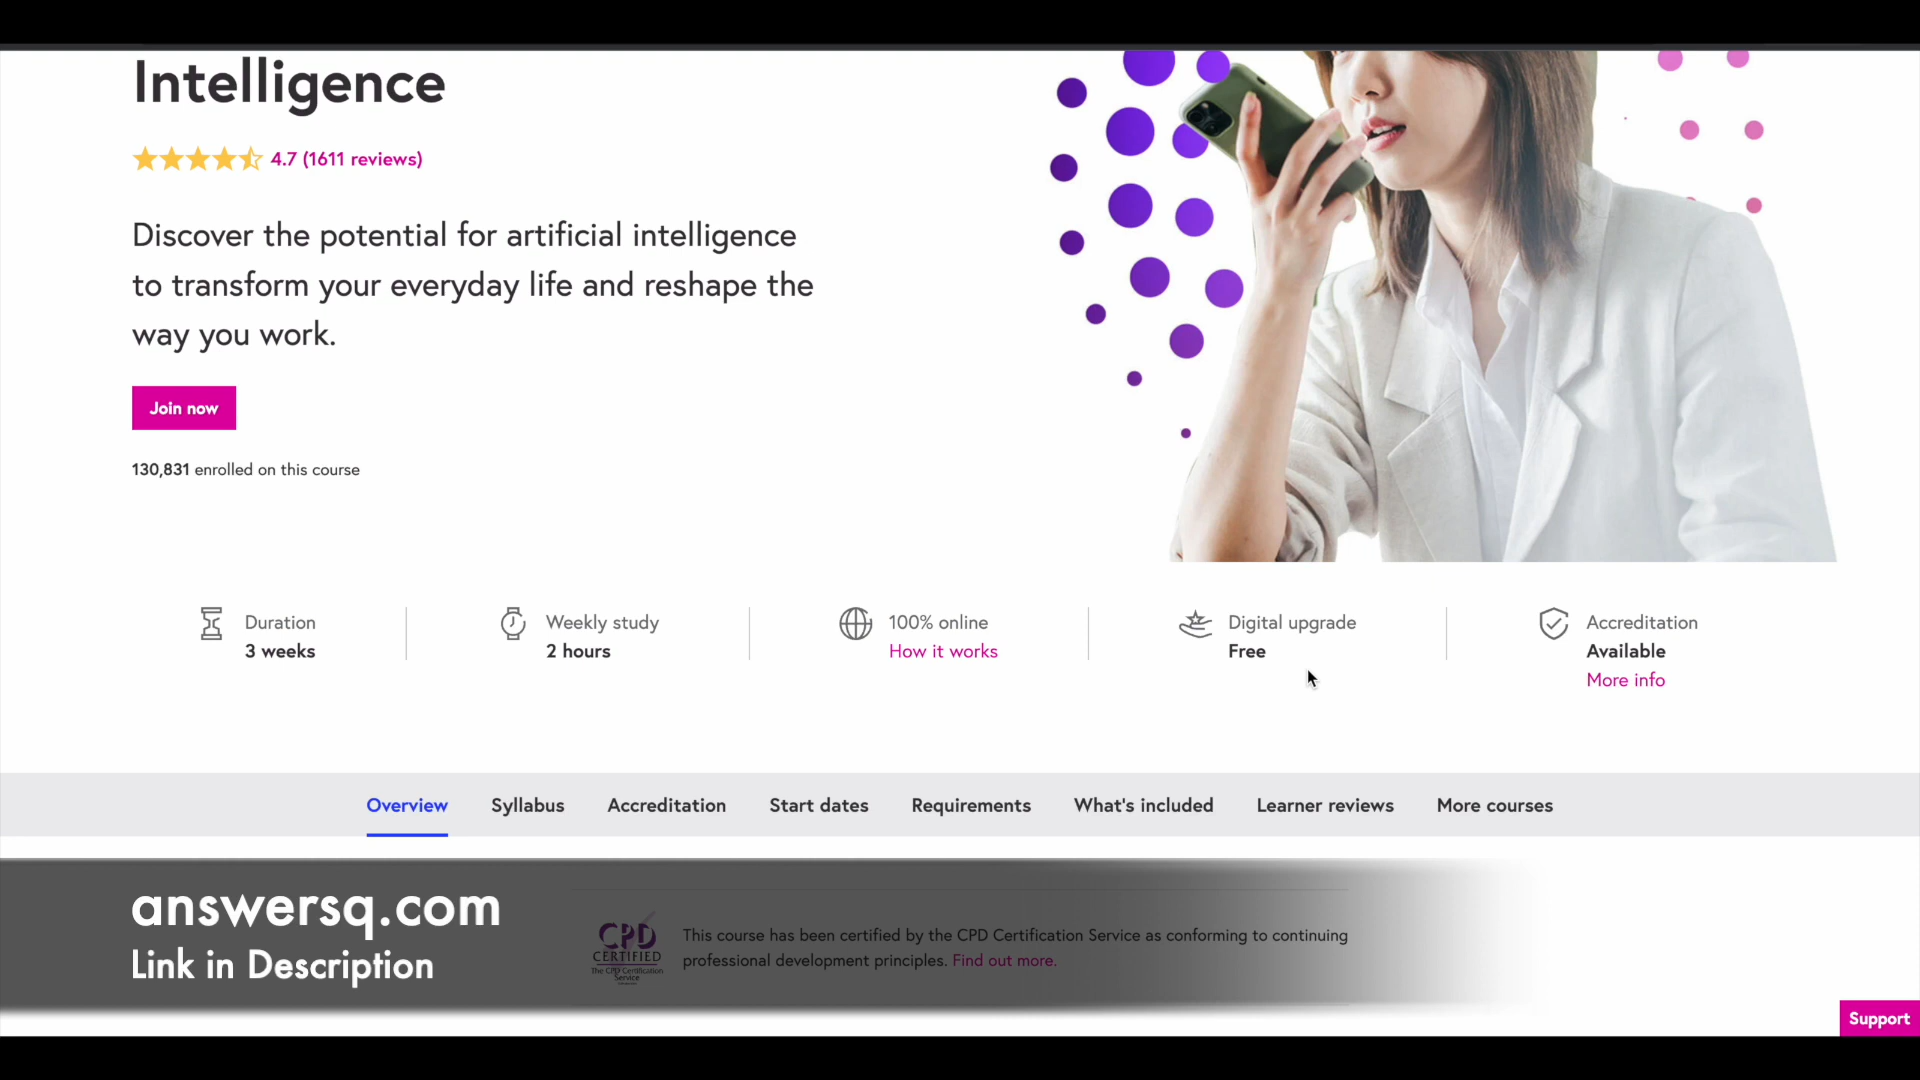 Intelligence
4.7 (1611 reviews)
Discover the potential for artificial intelligence
to transform your everyday life and reshape the
way you work.
Join now
130,831 enrolled on this course
Duration
3 weeks
Weekly study
2 hours
100% online
How it works
Digital upgrade
Free
Accreditation
Available
More info
Overview
Syllabus
Accreditation
Start dates
Requirements
What's included
Learner reviews
More courses
answersq.com
Link in Description
CPD
CERTIFIED
The CPD Certification
Service
This course has been certified by the CPD Certification Service as conforming to continuing
professional development principles. Find out more.
Support